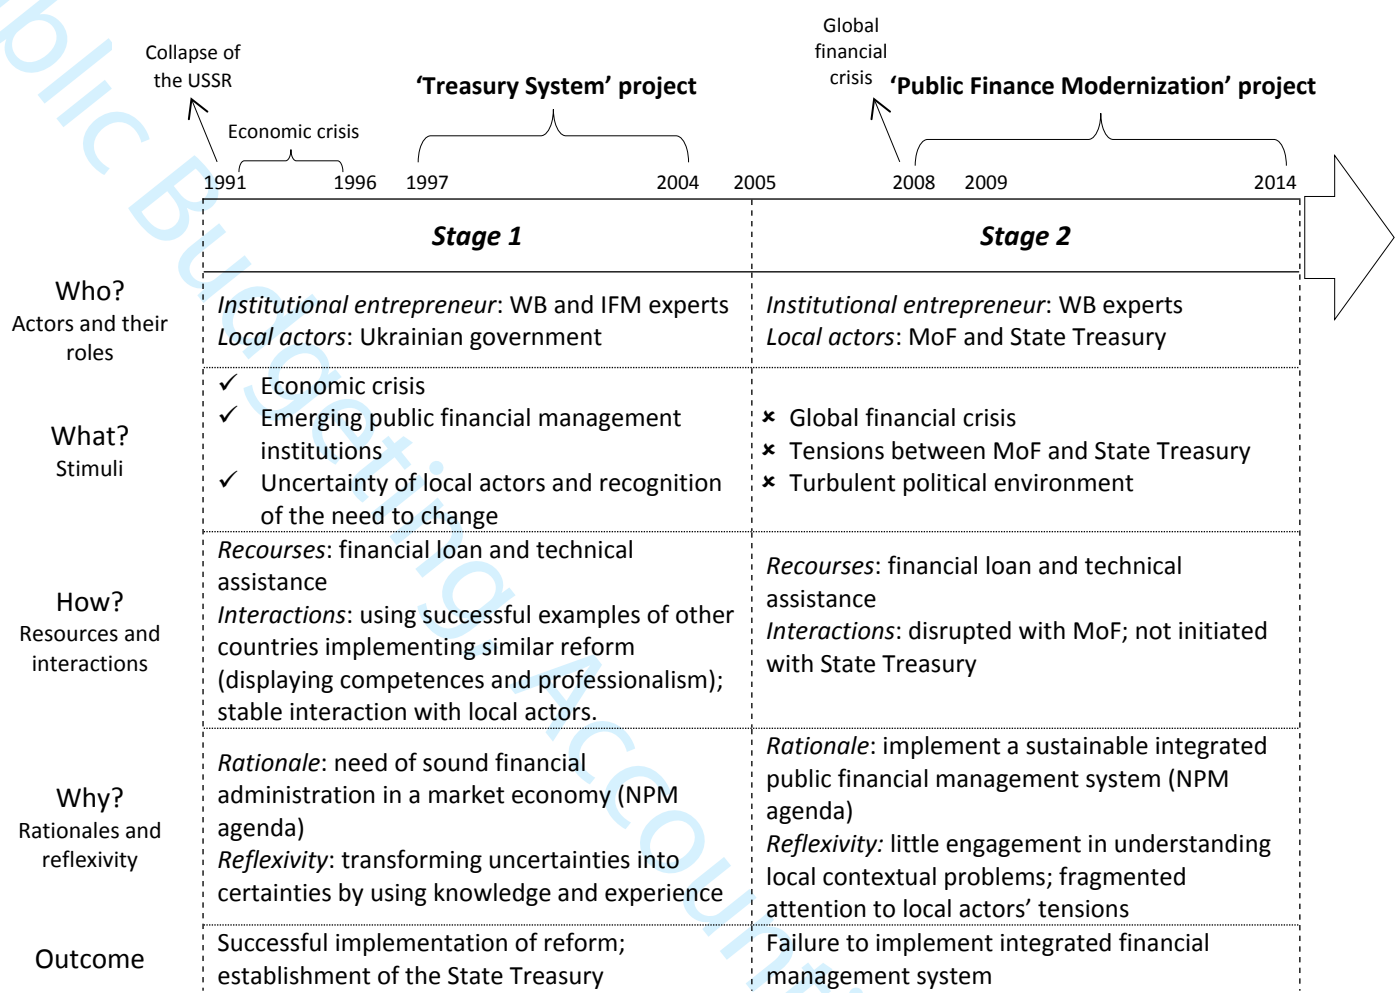 Collapse of
the USSR
Economic crisis
'Treasury System' project
Global
financial
crisis
'Public Finance Modernization' project
1991
1996
1997
2004
2005
2008
2009
2014
Stage 1
Stage 2
Who?
Actors and their
roles
Institutional entrepreneur: WB and IFM experts
Local actors: Ukrainian government
Institutional entrepreneur: WB experts
Local actors: MoF and State Treasury
What?
Stimuli
✓ Economic crisis
✓ Emerging public financial management
institutions
✓ Uncertainty of local actors and recognition
of the need to change
× Global financial crisis
× Tensions between MoF and State Treasury
× Turbulent political environment
How?
Resources and
interactions
Recourses: financial loan and technical
assistance
Interactions: using successful examples of other
countries implementing similar reform
(displaying competences and professionalism);
stable interaction with local actors.
Recourses: financial loan and technical
assistance
Interactions: disrupted with MoF; not initiated
with State Treasury
Why?
Rationales and
reflexivity
Rationale: need of sound financial
administration in a market economy (NPM
agenda)
Reflexivity: transforming uncertainties into
certainties by using knowledge and experience
Rationale: implement a sustainable integrated
public financial management system (NPM
agenda)
Reflexivity: little engagement in understanding
local contextual problems; fragmented
attention to local actors' tensions
Outcome
Successful implementation of reform;
establishment of the State Treasury
Failure to implement integrated financial
management system
Budgeting